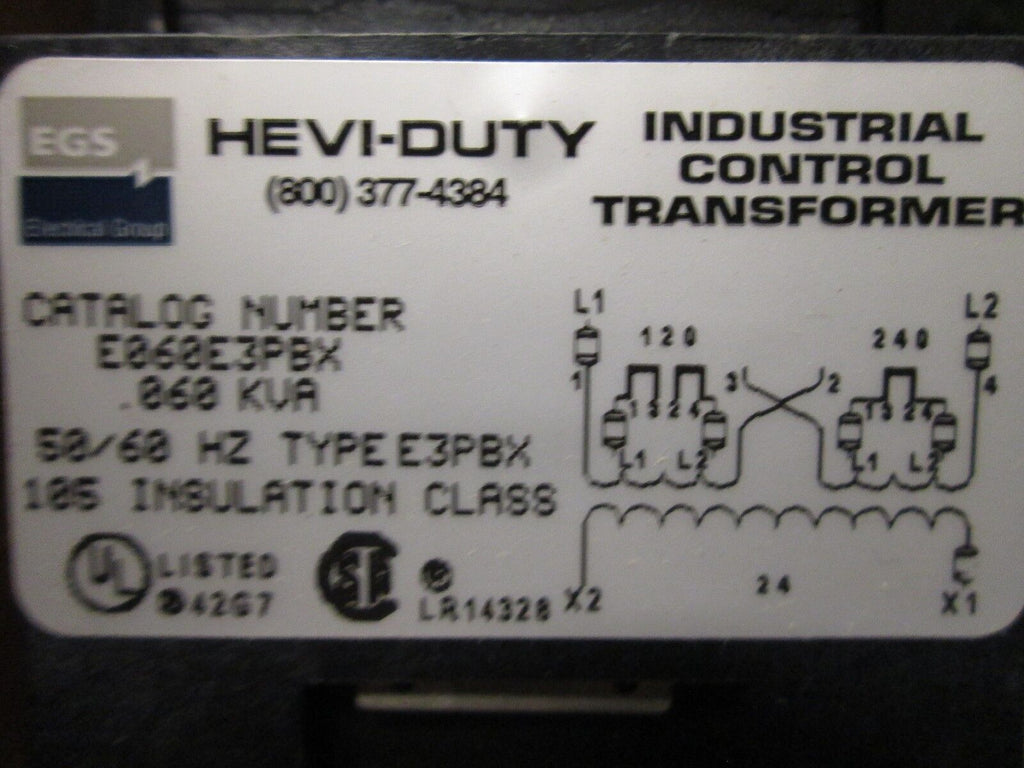 EGS
Electrical Group
HEVI-DUTY
(800) 377-4384
INDUSTRIAL
CONTROL
TRANSFORMER
CATALOG NUMBER
E060E3PBX
.060 KVA
50/60 HZ TYPE E3PBX
105 INSULATION CLASS
UL LISTED
42G7
LR14328
L1 L2
120 240
1 3 2 4
1 3 2 4 1 3 2 4
L1 L2 L1 L2
24
X2 X1